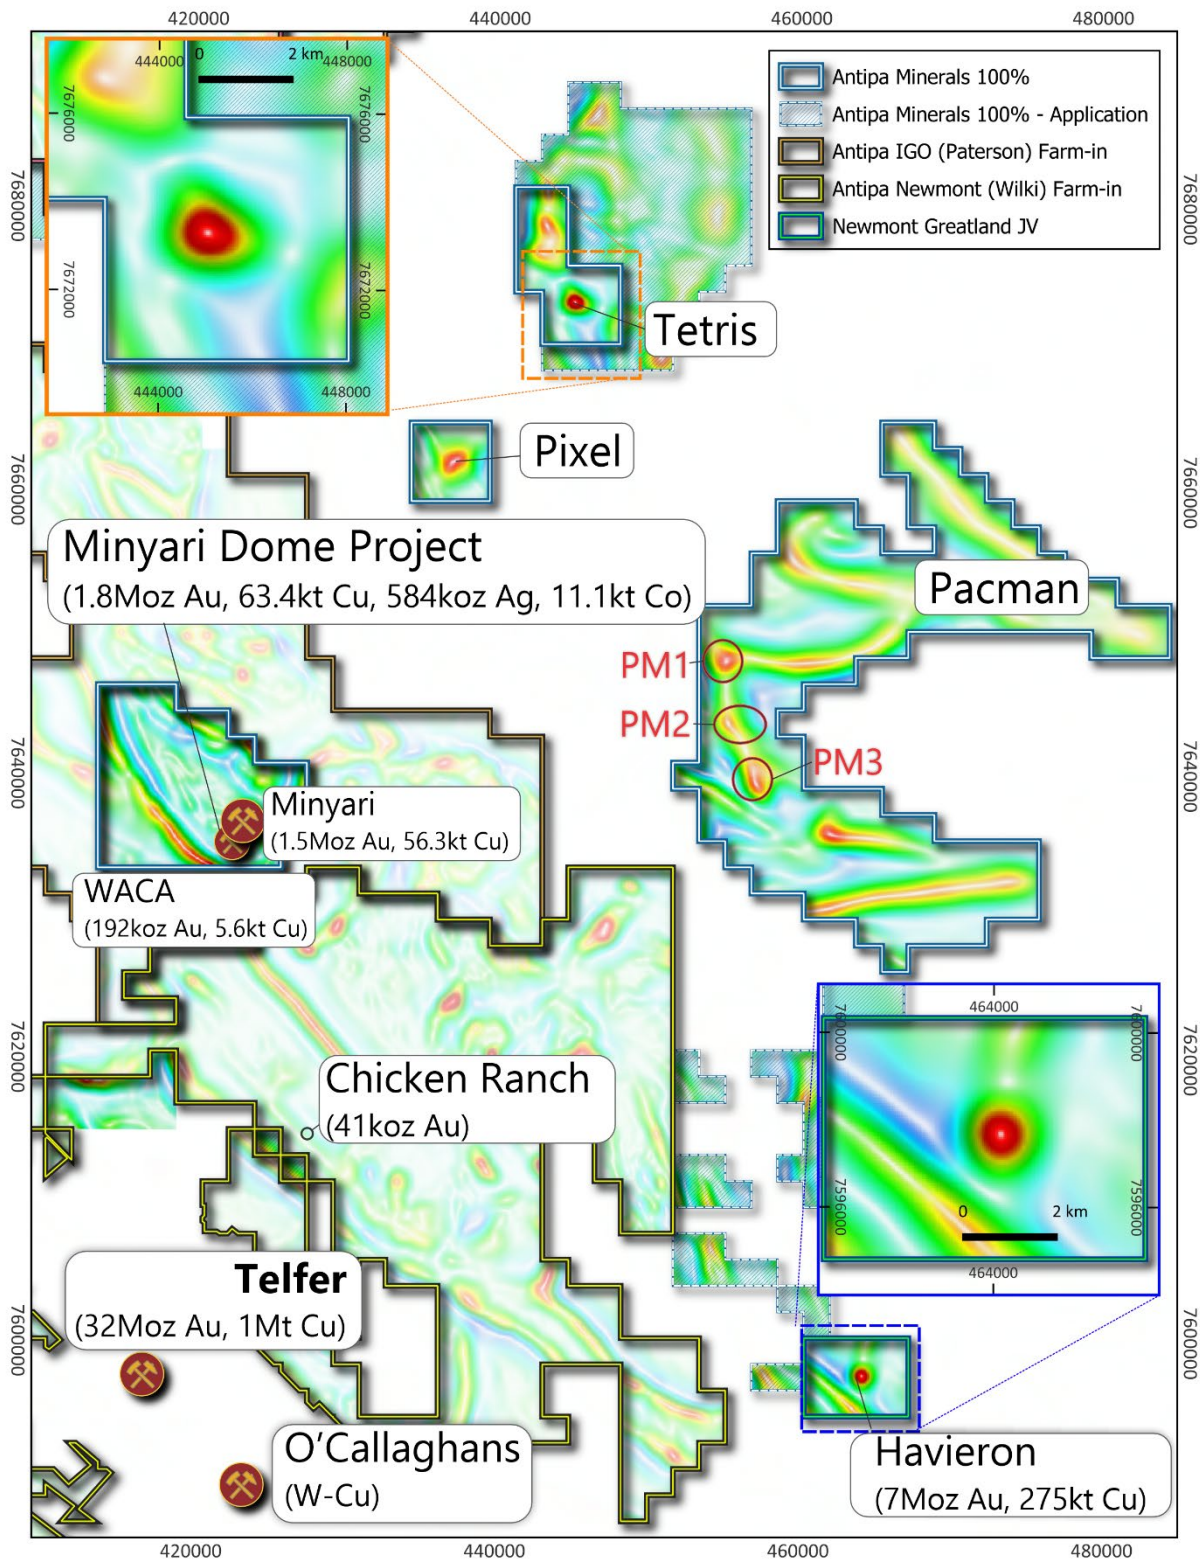 420000
440000
460000
480000
444000
0
2 km
448000
7676000
7676000
7672000
7672000
444000
448000
Antipa Minerals 100%
Antipa Minerals 100% - Application
Antipa IGO (Paterson) Farm-in
Antipa Newmont (Wilki) Farm-in
Newmont Greatland JV
7680000
7680000
Tetris
Pixel
7660000
7660000
Minyari Dome Project
(1.8Moz Au, 63.4kt Cu, 584koz Ag, 11.1kt Co)
Pacman
PM1
PM2
PM3
7640000
7640000
Minyari
(1.5Moz Au, 56.3kt Cu)
WACA
(192koz Au, 5.6kt Cu)
464000
7600000
7600000
7620000
7620000
Chicken Ranch
(41koz Au)
7596000
7596000
0
2 km
464000
Telfer
(32Moz Au, 1Mt Cu)
7600000
7600000
O'Callaghans
(W-Cu)
Havieron
(7Moz Au, 275kt Cu)
420000
440000
460000
480000